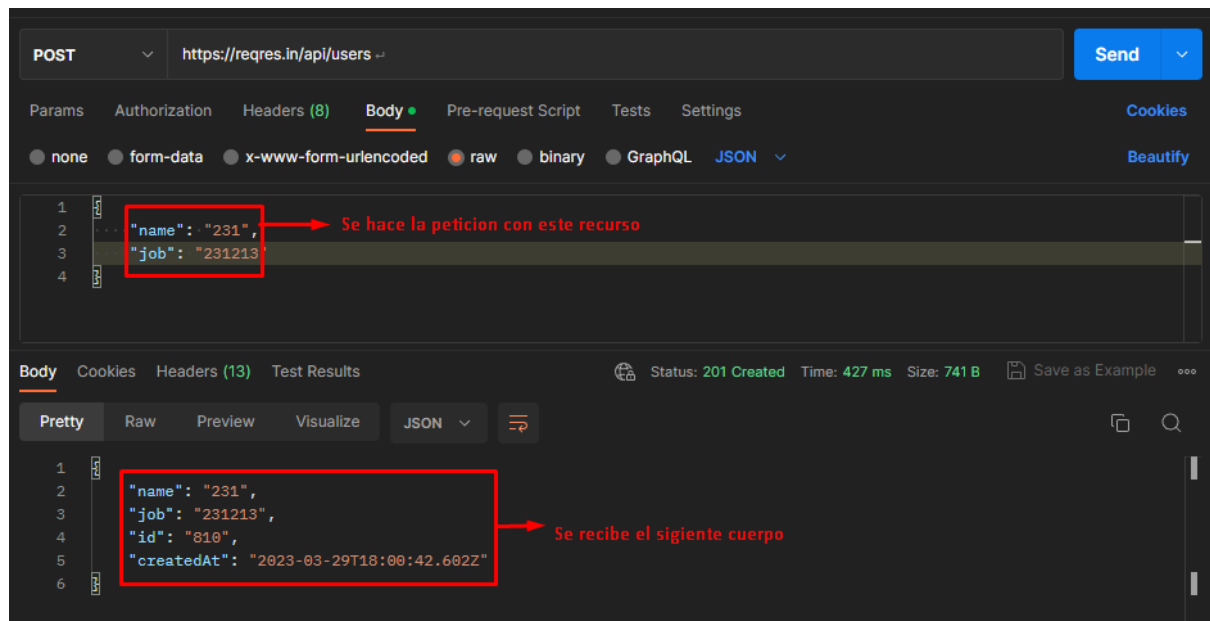 POST https://reqres.in/api/users Send
Params Authorization Headers (8) Body Pre-request Script Tests Settings Cookies
none form-data x-www-form-urlencoded raw binary GraphQL JSON Beautify
1 {
2 "name": "231", Se hace la peticion con este recurso
3 "job": "231213"
4 }
Body Cookies Headers (13) Test Results Status: 201 Created Time: 427 ms Size: 741 B Save as Example
Pretty Raw Preview Visualize JSON
1 {
2 "name": "231",
3 "job": "231213",
4 "id": "810", Se recibe el sigiente cuerpo
5 "createdAt": "2023-03-29T18:00:42.602Z"
6 }